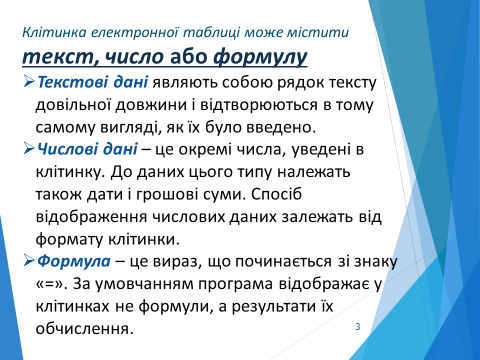 Клітинка електронної таблиці може містити
текст, число або формулу
➢Текстові дані являють собою рядок тексту
довільної довжини і відтворюються в тому
самому вигляді, як їх було введено.
➢Числові дані – це окремі числа, уведені в
клітинку. До даних цього типу належать
також дати і грошові суми. Спосіб
відображення числових даних залежать від
формату клітинки.
➢Формула – це вираз, що починається зі знаку
«=». За умовчанням програма відображає у
клітинках не формули, а результати їх
обчислення.
3